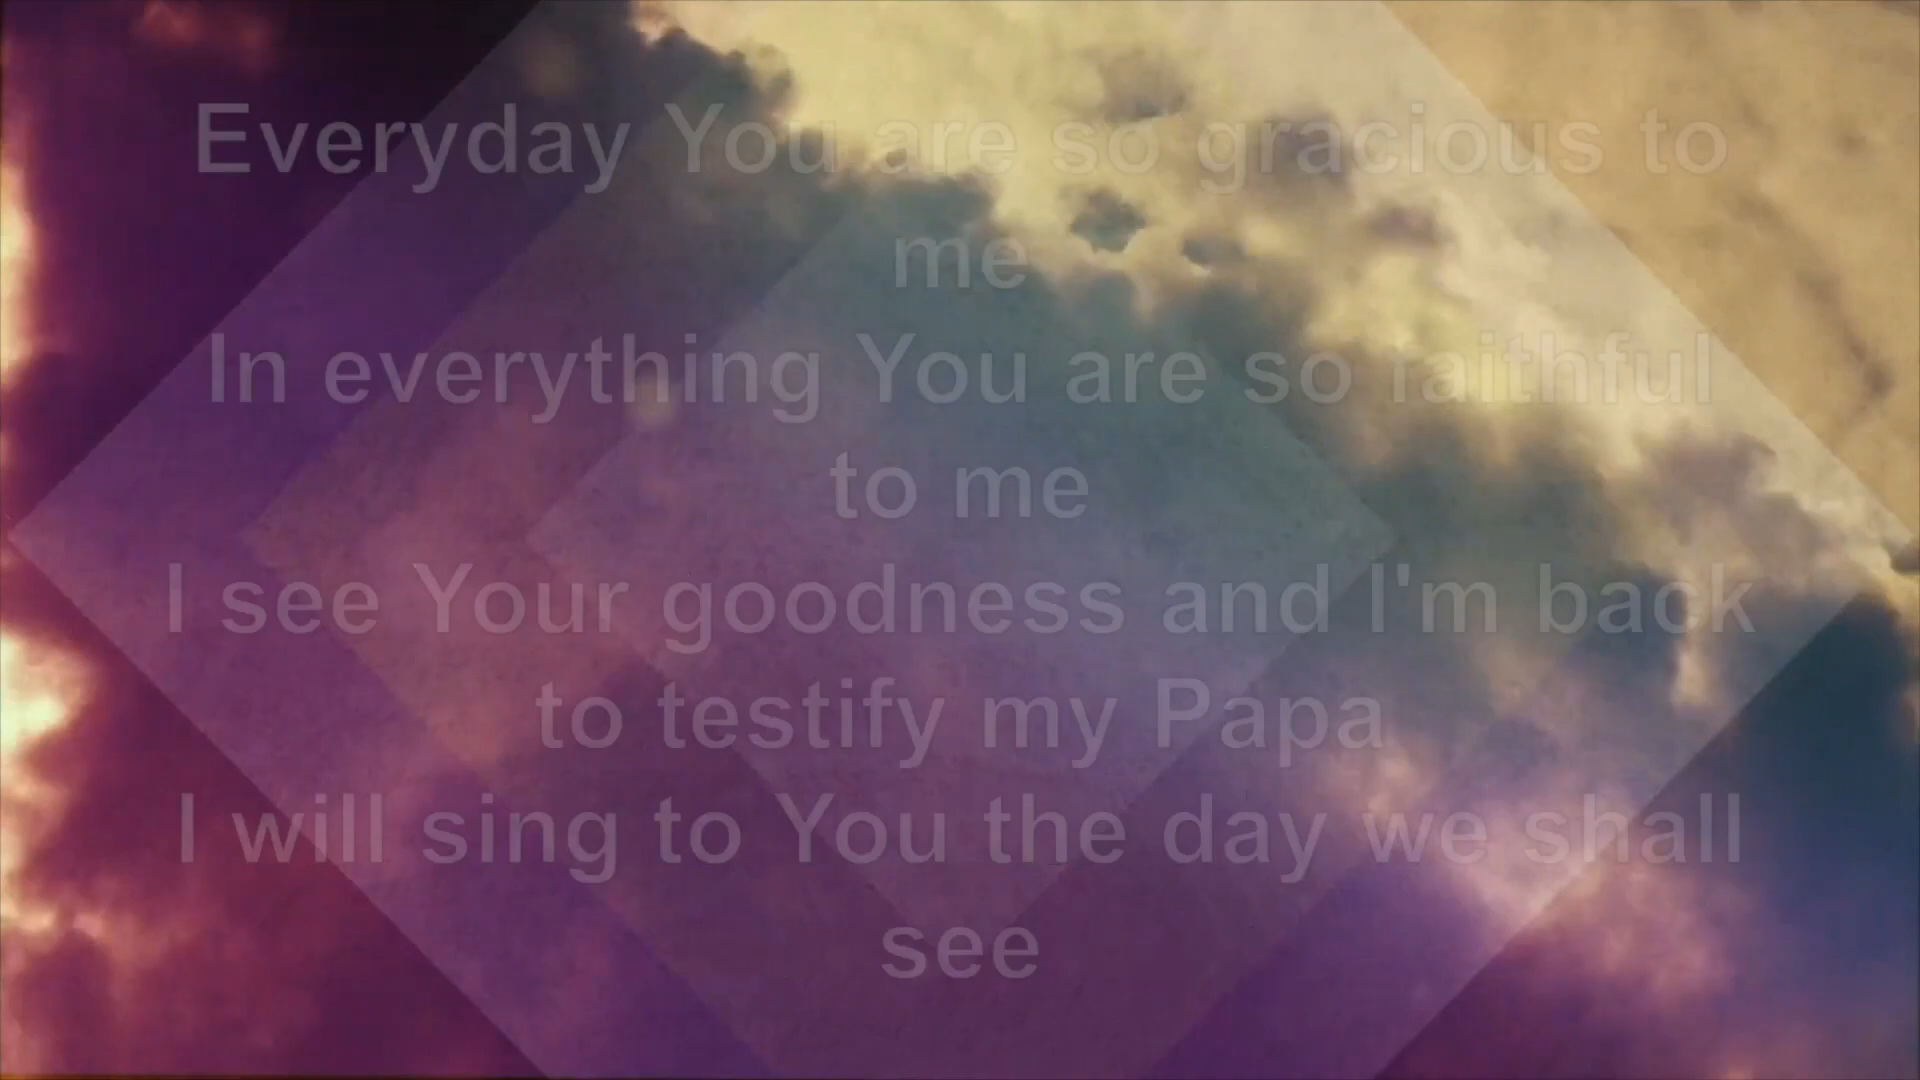 Everyday You are so gracious to
me
In everything You are so faithful
to me
I see Your goodness and I'm back
to testify my Papa
I will sing to You the day we shall
see